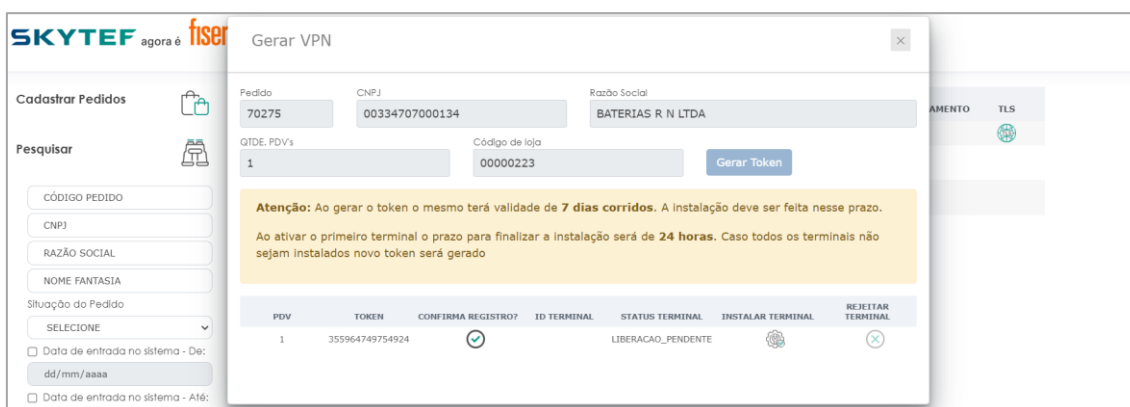 SKYTEF agora é fiser
Gerar VPN
Cadastrar Pedidos
Pesquisar
CÓDIGO PEDIDO
CNPJ
RAZÃO SOCIAL
NOME FANTASIA
Situação do Pedido
SELECIONE
Data de entrada no sistema - De:
dd/mm/aaaa
Data de entrada no sistema - Até:
Pedido CNPJ Razão Social
70275 00334707000134 BATERIAS R N LTDA
QTDE. PDV's Código de loja
1 00000223 Gerar Token
Atenção: Ao gerar o token o mesmo terá validade de 7 dias corridos. A instalação deve ser feita nesse prazo.
Ao ativar o primeiro terminal o prazo para finalizar a instalação será de 24 horas. Caso todos os terminais não
sejam instalados novo token será gerado
PDV TOKEN CONFIRMA REGISTRO? ID TERMINAL STATUS TERMINAL INSTALAR TERMINAL REJEITAR
TERMINAL
1 355964749754924 LIBERACAO_PENDENTE
AMENTO TLS